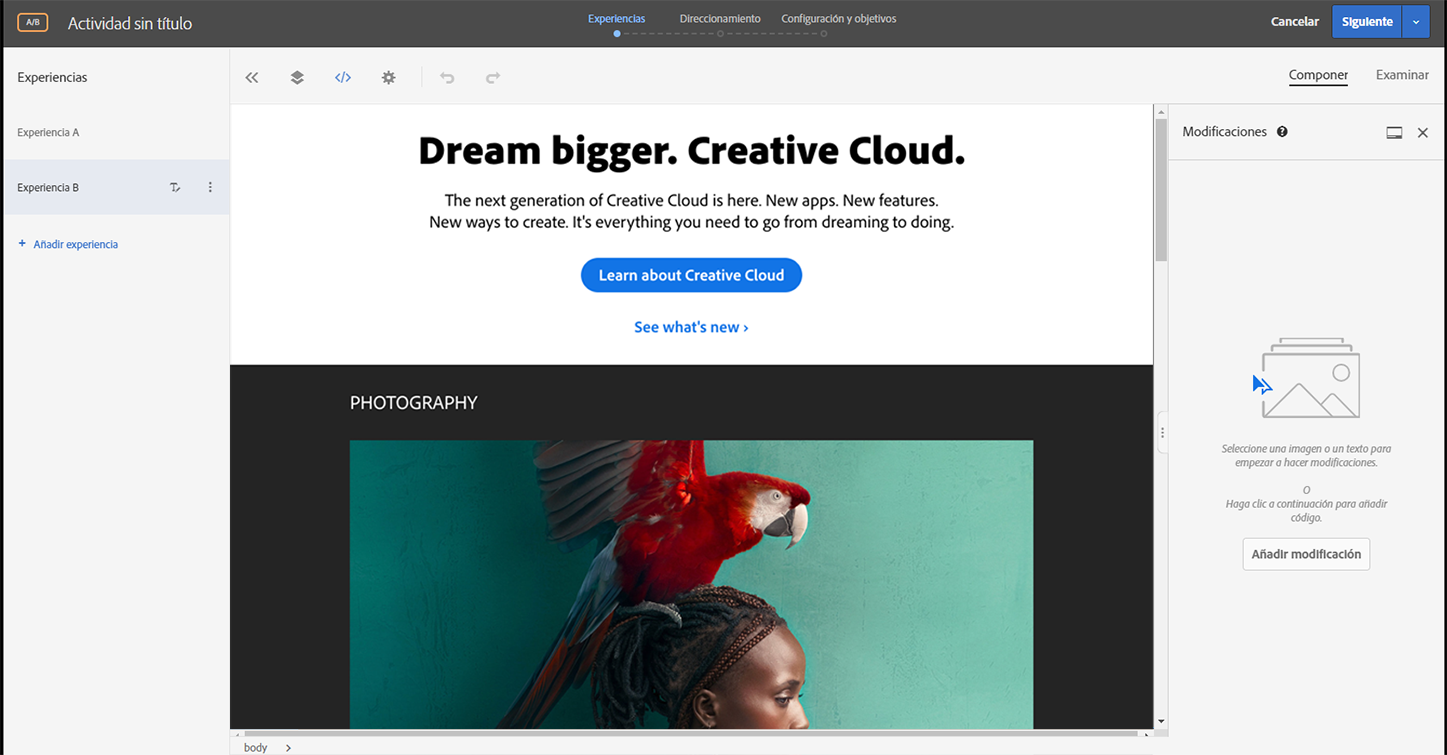 A/B
Actividad sin título
Experiencias
Direccionamiento
Configuración y objetivos
Cancelar
Siguiente
Experiencias
Componer
Examinar
Experiencia A
Experiencia B
+ Añadir experiencia
Dream bigger. Creative Cloud.
The next generation of Creative Cloud is here. New apps. New features.
New ways to create. It's everything you need to go from dreaming to doing.
Learn about Creative Cloud
See what's new ›
PHOTOGRAPHY
Modificaciones
Seleccione una imagen o un texto para
empezar a hacer modificaciones.
O
Haga clic a continuación para añadir
código.
Añadir modificación
body